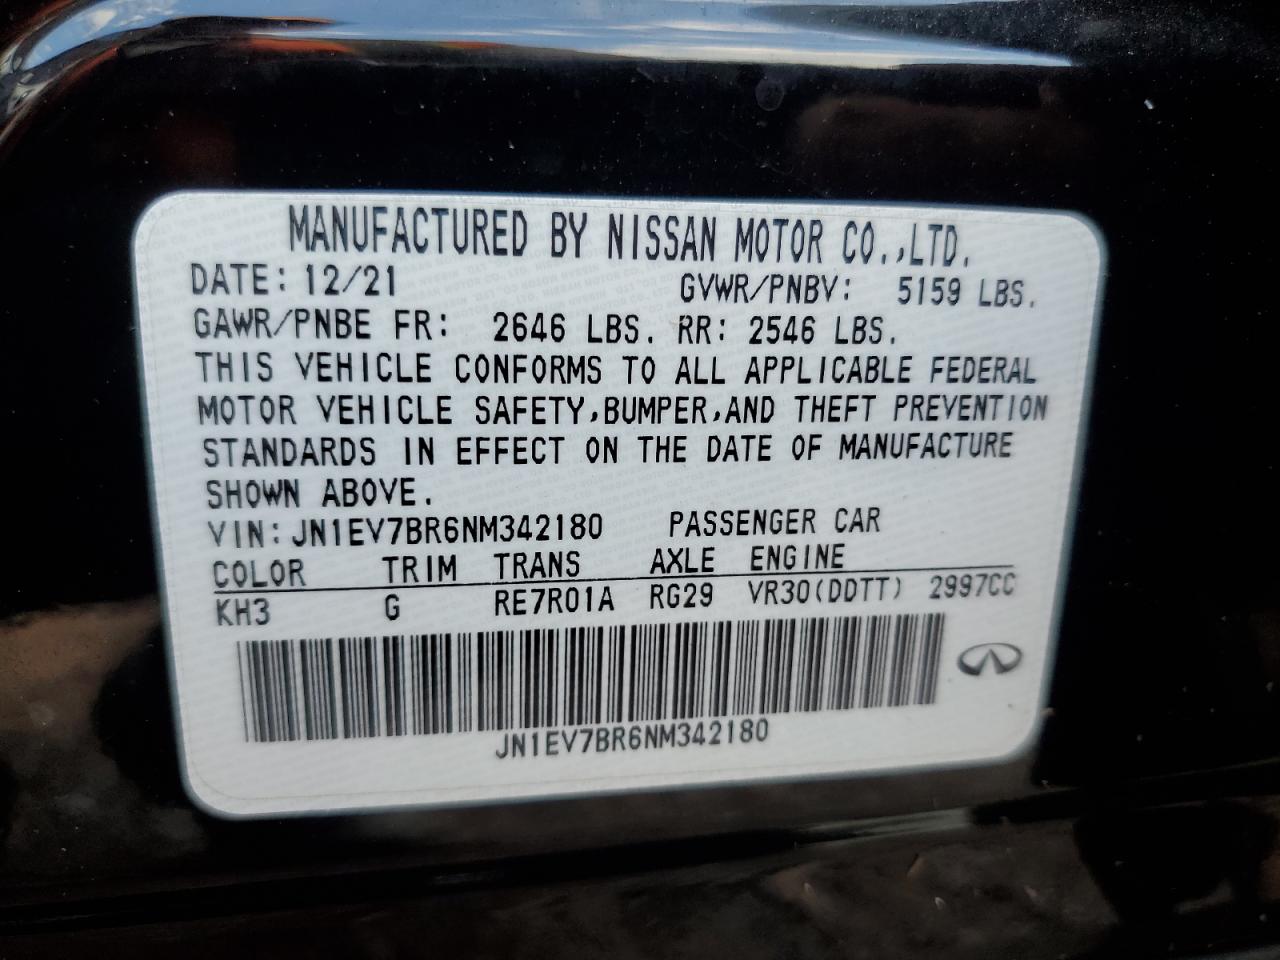 MANUFACTURED BY NISSAN MOTOR CO.,LTD.
DATE: 12/21 GVWR/PNBV: 5159 LBS.
GAWR/PNBE FR: 2646 LBS. RR: 2546 LBS.
THIS VEHICLE CONFORMS TO ALL APPLICABLE FEDERAL
MOTOR VEHICLE SAFETY,BUMPER,AND THEFT PREVENTION
STANDARDS IN EFFECT ON THE DATE OF MANUFACTURE
SHOWN ABOVE.
VIN: JN1EV7BR6NM342180 PASSENGER CAR
COLOR TRIM TRANS AXLE ENGINE
KH3 G RE7R01A RG29 VR30(DDTT) 2997CC
JN1EV7BR6NM342180